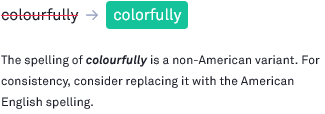 colourfully → colorfully
The spelling of colourfully is a non-American variant. For
consistency, consider replacing it with the American
English spelling.